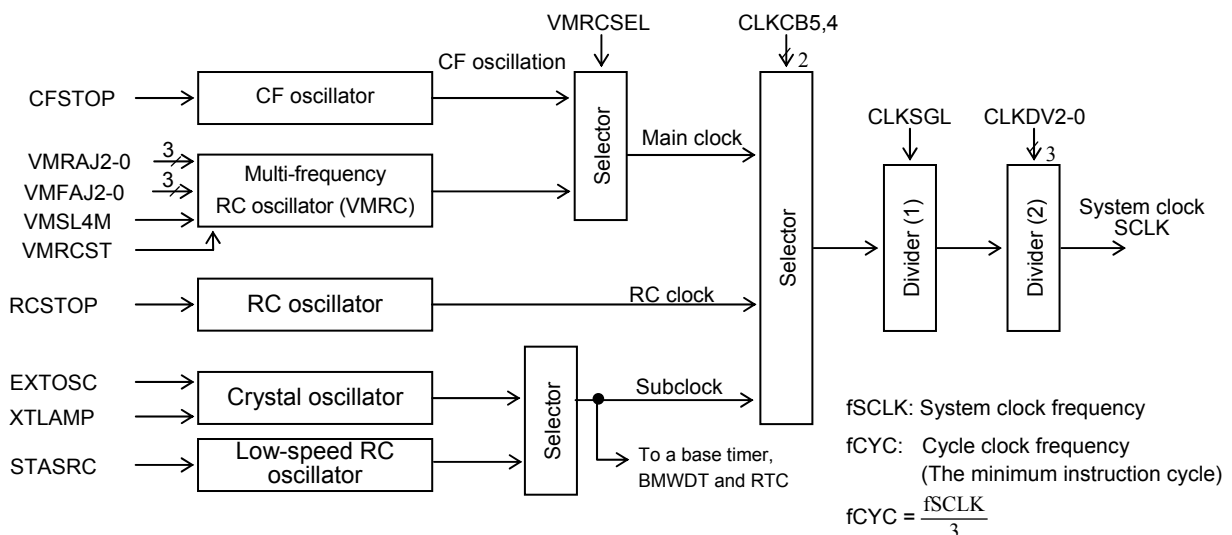 VMRCSEL
CLKCB5,4
2
CF oscillation
CFSTOP
CF oscillator
Selector
Main clock
CLKSGL
CLKDV2-0
3
VMRAJ2-0
3
VMFAJ2-0
3
VMSL4M
VMRCST
Multi-frequency
RC oscillator (VMRC)
Selector
Divider (1)
Divider (2)
System clock
SCLK
RCSTOP
RC oscillator
RC clock
EXTOSC
XTLAMP
Crystal oscillator
Selector
Subclock
STASRC
Low-speed RC
oscillator
To a base timer,
BMWDT and RTC
fSCLK: System clock frequency
fCYC: Cycle clock frequency
(The minimum instruction cycle)
fCYC = fSCLK
3